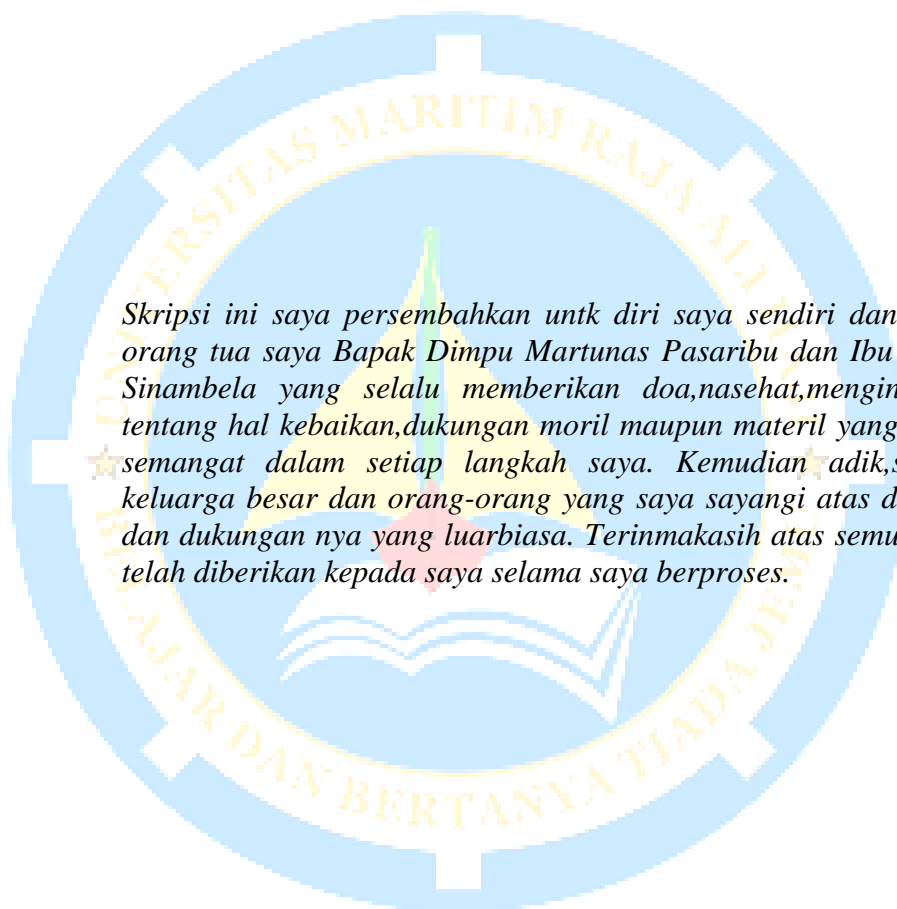 UNIVERSITAS MARITIM RAJA ALI
Skripsi ini saya persembahkan untk diri saya sendiri dan
orang tua saya Bapak Dimpu Martunas Pasaribu dan Ibu
Sinambela yang selalu memberikan doa,nasehat,mengin
tentang hal kebaikan,dukungan moril maupun materil yang
semangat dalam setiap langkah saya. Kemudian adik,s
keluarga besar dan orang-orang yang saya sayangi atas d
dan dukungan nya yang luarbiasa. Terinmakasih atas semu
telah diberikan kepada saya selama saya berproses.
BELAJAR DAN BERTANYA TIADA JEMU